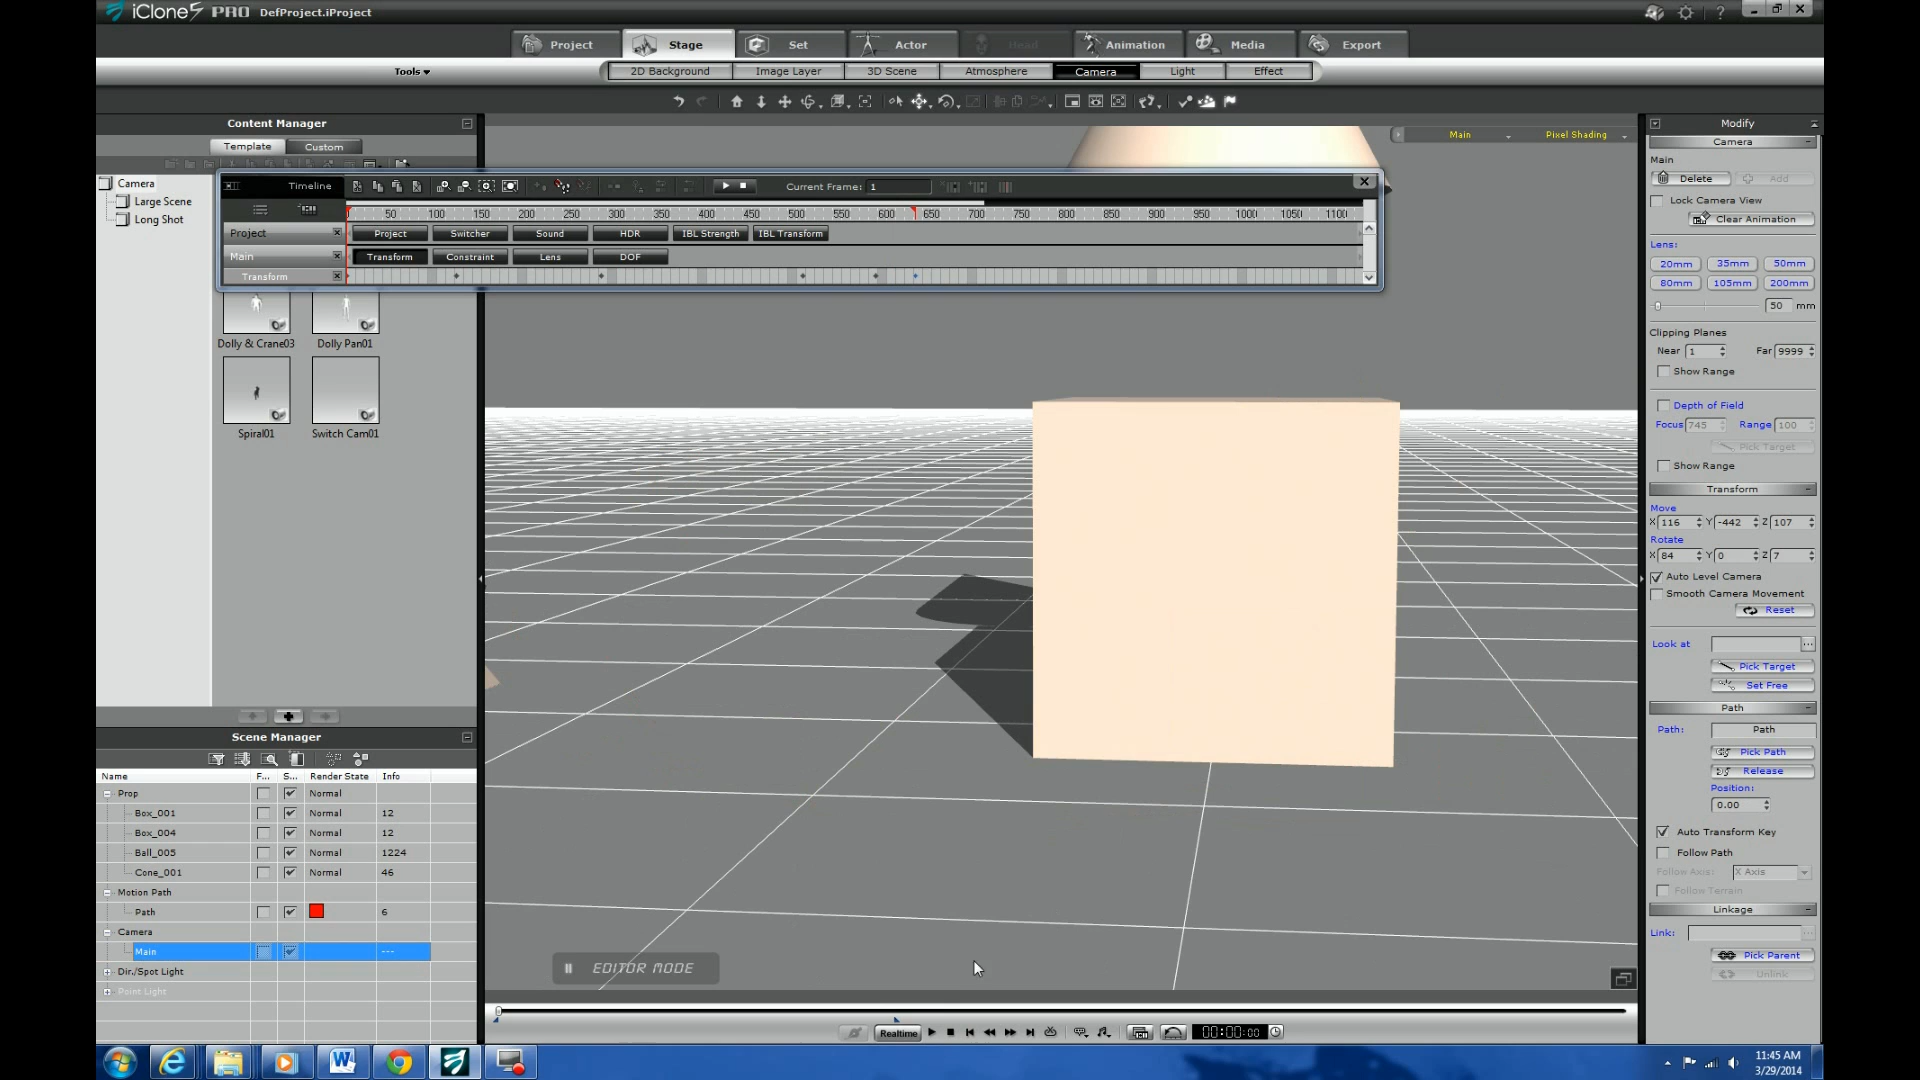 iClone5 PRO DefProject.iProject
Project Stage Set Actor Head Animation Media Export
Tools 2D Background Image Layer 3D Scene Atmosphere Camera Light Effect
Content Manager
Template Custom
Camera
Large Scene
Long Shot
Dolly & Crane03 Dolly Pan01
Spiral01 Switch Cam01
Timeline Current Frame: 1
50 100 150 200 250 300 350 400 450 500 550 600 650 700 750 800 850 900 950 1000 1050 1100
Project Project Switcher Sound HDR IBL Strength IBL Transform
Main Transform Constraint Lens DOF
Transform
Main Pixel Shading
EDITOR MODE
Scene Manager
Name F... S... Render State Info
Prop Normal
Box_001 Normal 12
Box_004 Normal 12
Ball_005 Normal 1224
Cone_001 Normal 46
Motion Path
Path 6
Camera
Main ---
Dir./Spot Light
Point Light
Modify
Camera
Main
Delete Add
Lock Camera View
Clear Animation
Lens:
20mm 35mm 50mm
80mm 105mm 200mm
50 mm
Clipping Planes
Near 1 Far 9999
Show Range
Depth of Field
Focus 745 Range 100
Pick Target
Show Range
Transform
Move
X 116 Y -442 Z 107
Rotate
X 84 Y 0 Z 7
Auto Level Camera
Smooth Camera Movement
Reset
Look at ...
Pick Target
Set Free
Path
Path: Path
Pick Path
Release
Position:
0.00
Auto Transform Key
Follow Path
Follow Axis: X Axis
Follow Terrain
Linkage
Link: ...
Pick Parent
Unlink
Realtime 00:00:00
11:45 AM
3/29/2014